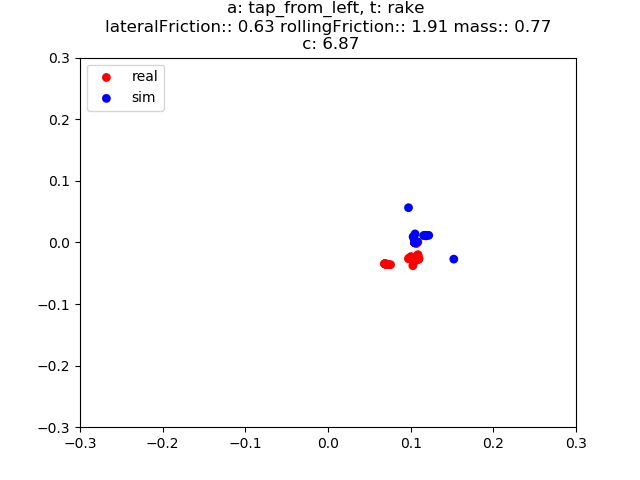 a: tap_from_left, t: rake
lateralFriction:: 0.63 rollingFriction:: 1.91 mass:: 0.77
c: 6.87
real
sim
0.3
0.2
0.1
0.0
−0.1
−0.2
−0.3
−0.3 −0.2 −0.1 0.0 0.1 0.2 0.3